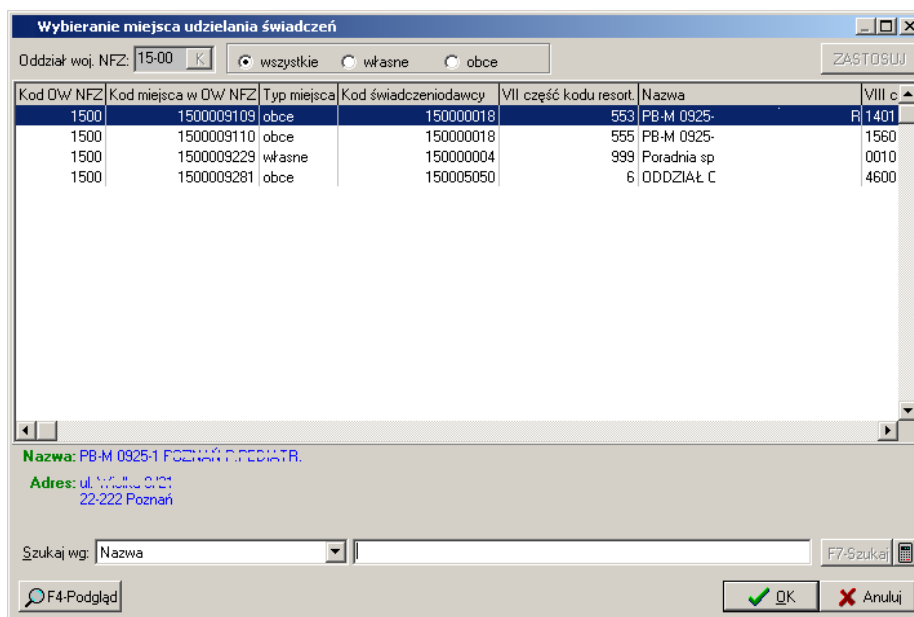 Wybieranie miejsca udzielania świadczeń
Oddział woj. NFZ: 15-00 K wszystkie własne obce ZASTOSUJ
Kod OW NFZ Kod miejsca w OW NFZ Typ miejsca Kod świadczeniodawcy VII część kodu resort. Nazwa VIII c
1500 1500009109 obce 150000018 553 PB-M 0925- R 1401
1500 1500009110 obce 150000018 555 PB-M 0925- 1560
1500 1500009229 własne 150000004 999 Poradnia sp 0010
1500 1500009281 obce 150005050 6 ODDZIAŁ 4600
Nazwa: PB-M 0925-1 POZNAŃ P.PEDIATR.
Adres: ul.
22-222 Poznań
Szukaj wg: Nazwa F7-Szukaj
F4-Podgląd OK Anuluj